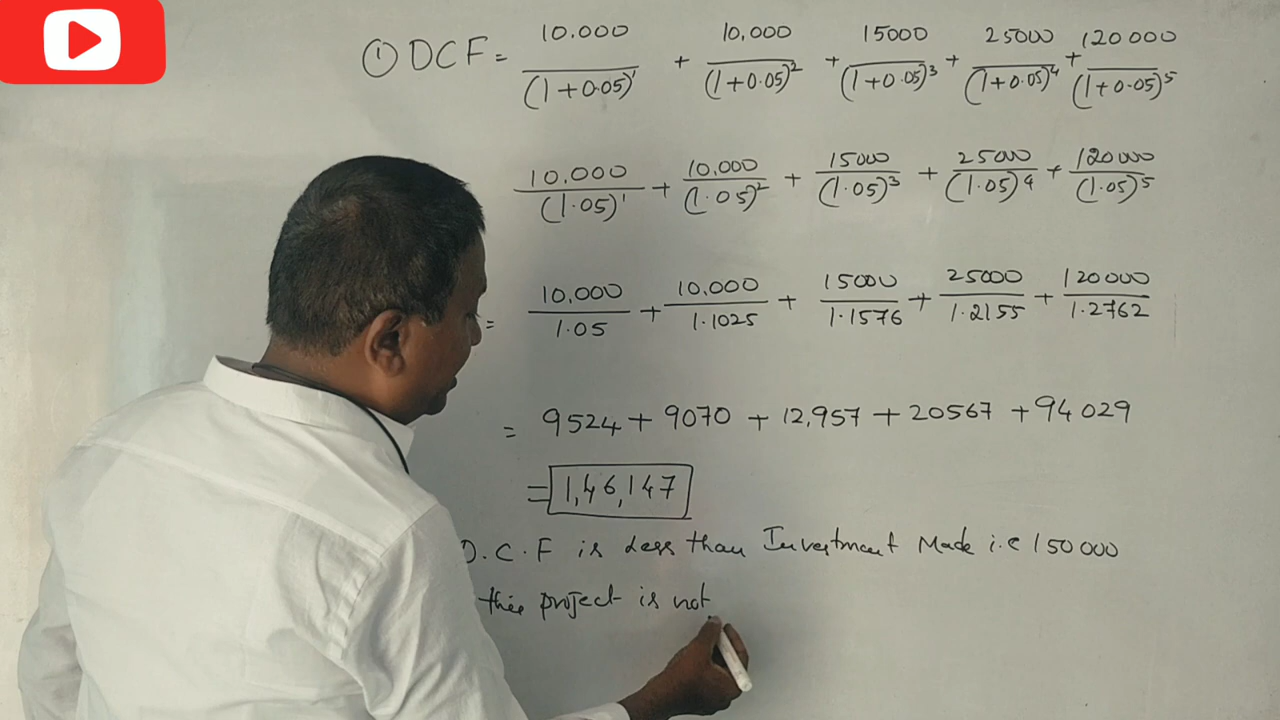 ① DCF = 10.000/(1+0.05)¹ + 10,000/(1+0.05)² + 15000/(1+0.05)³ + 25000/(1+0.05)⁴ + 120000/(1+0.05)⁵
10.000/(1.05)¹ + 10,000/(1.05)² + 15000/(1.05)³ + 25000/(1.05)⁴ + 120000/(1.05)⁵
= 10,000/1.05 + 10,000/1.1025 + 15000/1.1576 + 25000/1.2155 + 120000/1.2762
= 9524 + 9070 + 12,957 + 20567 + 94029
= 1,46,147
D.C.F is Less than Investment Made i.e 150000
this project is not